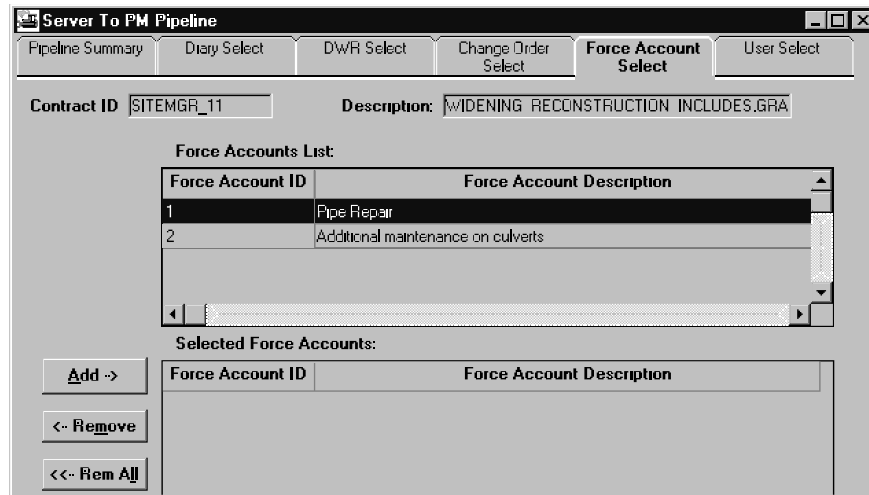 Server To PM Pipeline
Pipeline Summary Diary Select DWR Select Change Order Select Force Account Select User Select
Contract ID SITEMGR_11 Description: WIDENING RECONSTRUCTION INCLUDES,GRA
Force Accounts List:
Force Account ID Force Account Description
1 Pipe Repair
2 Additional maintenance on culverts
Selected Force Accounts:
Add -> Force Account ID Force Account Description
<- Remove
<<- Rem All